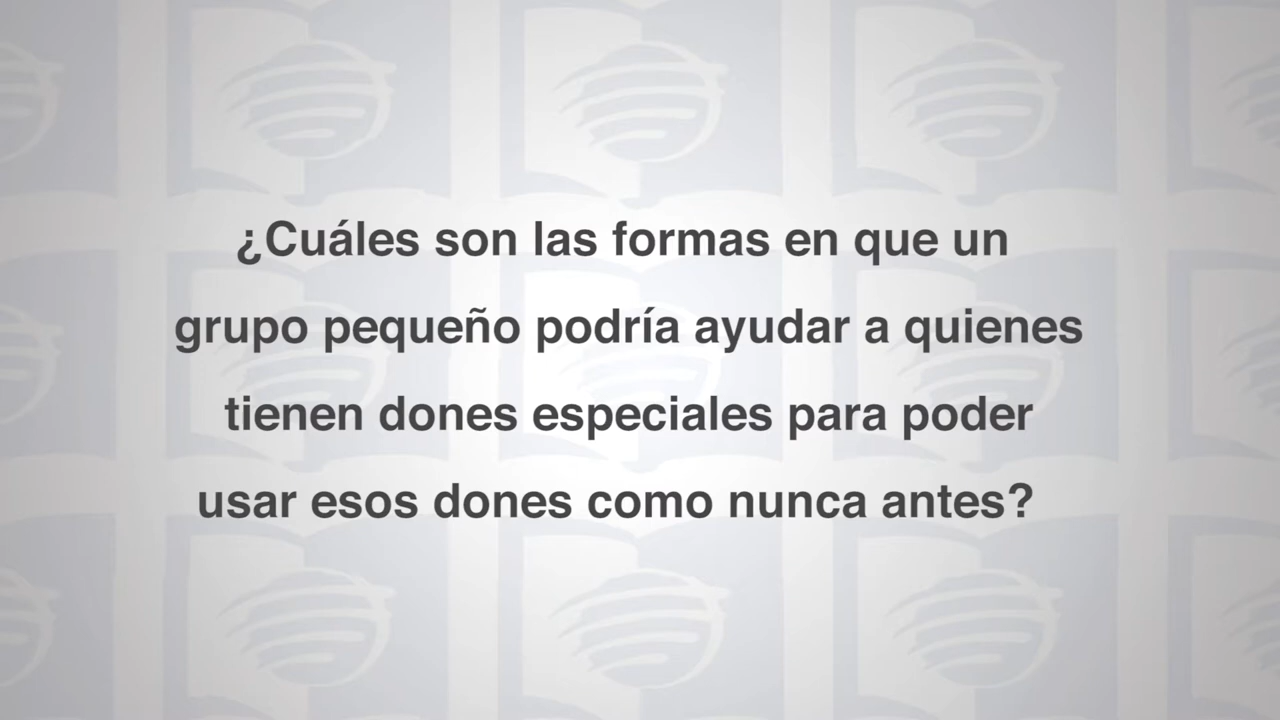 ¿Cuáles son las formas en que un
grupo pequeño podría ayudar a quienes
tienen dones especiales para poder
usar esos dones como nunca antes?